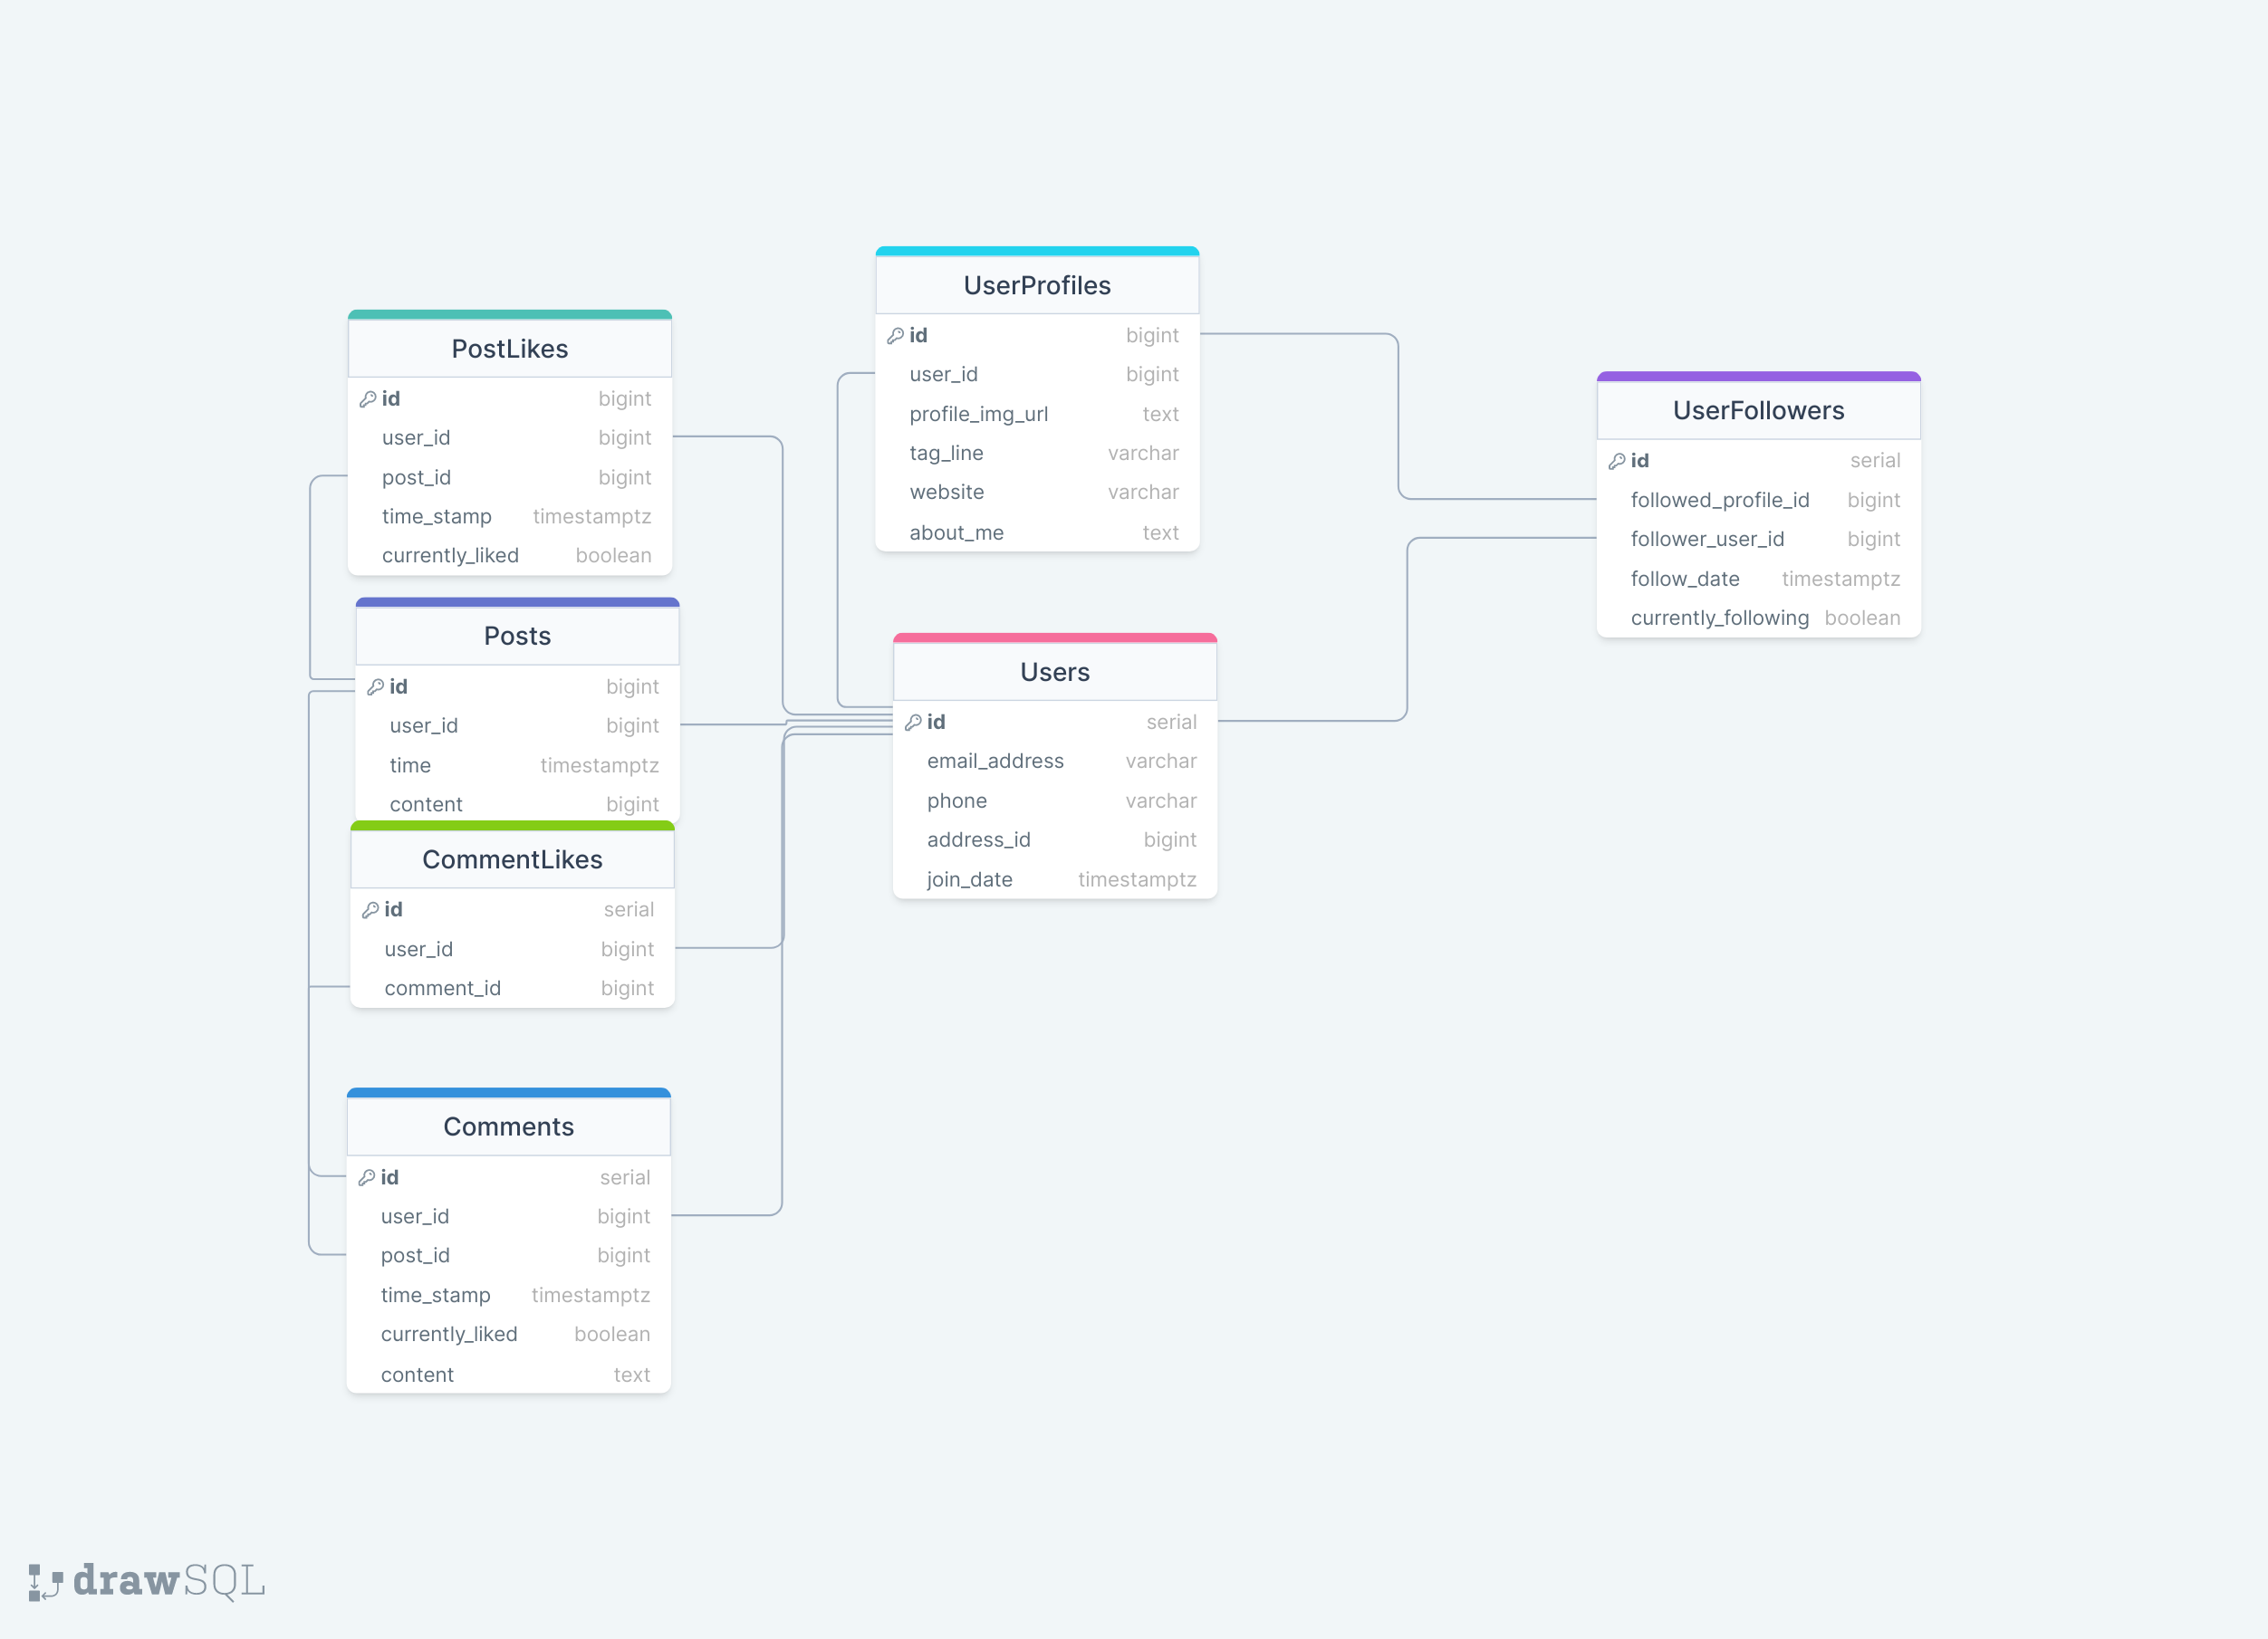 PostLikes
id bigint
user_id bigint
post_id bigint
time_stamp timestamptz
currently_liked boolean
Posts
id bigint
user_id bigint
time timestamptz
content bigint
CommentLikes
id serial
user_id bigint
comment_id bigint
Comments
id serial
user_id bigint
post_id bigint
time_stamp timestamptz
currently_liked boolean
content text
UserProfiles
id bigint
user_id bigint
profile_img_url text
tag_line varchar
website varchar
about_me text
Users
id serial
email_address varchar
phone varchar
address_id bigint
join_date timestamptz
UserFollowers
id serial
followed_profile_id bigint
follower_user_id bigint
follow_date timestamptz
currently_following boolean
drawSQL